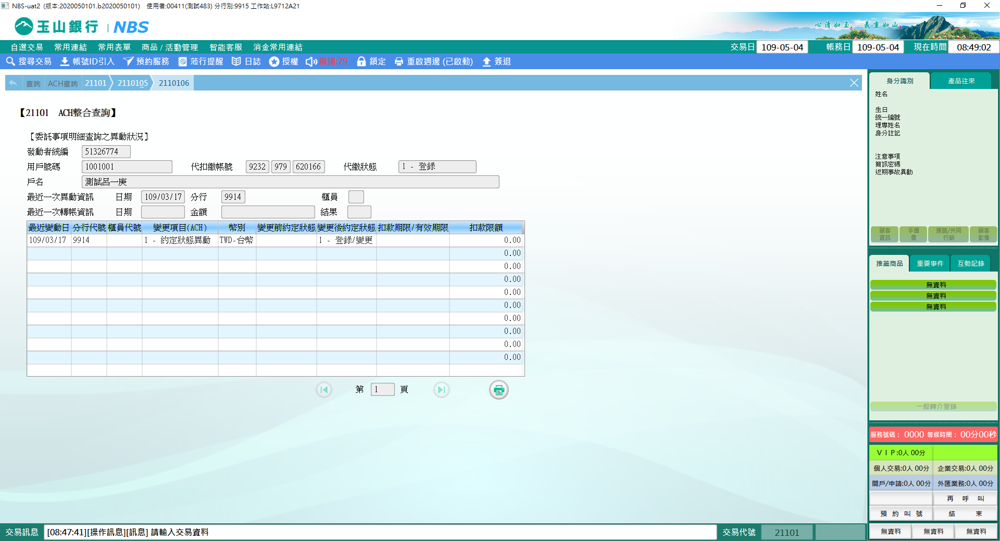 NBS-uat2 (版本:2020050101.b2020050101) 使用者:00411(測試483) 分行別:9915 工作站:L9712A21
玉山銀行 | NBS
心清如玉 義重如山
自選交易 常用連結 常用表單 商品 / 活動管理 智能客服 消金常用連結 交易日 109-05-04 帳務日 109-05-04 現在時間 08:49:02
搜尋交易 帳號ID引入 預約服務 蒞行提醒 日誌 授權 廣播:79 鎖定 重啟週邊 (已啟動) 簽退
查詢 ACH查詢 21101 2110105 2110106
【21101 ACH整合查詢】
【委託事項明細查詢之異動狀況】
發動者統編 51326774
用戶號碼 1001001 代扣繳帳號 9232 979 620166 代繳狀態 1 - 登錄
戶名 測試呂一庚
最近一次異動資訊 日期 109/03/17 分行 9914 櫃員
最近一次轉帳資訊 日期 金額 結果
最近變動日 分行代號 櫃員代號 變更項目(ACH) 幣別 變更前約定狀態 變更後約定狀態 扣款期限/有效期限 扣款限額
109/03/17 9914 1 - 約定狀態異動 TWD-台幣 1 - 登錄/變更 0.00
0.00
0.00
0.00
0.00
0.00
0.00
0.00
0.00
0.00
第 1 頁
身分識別 產品往來
姓名
生日
統一編號
理專姓名
身分註記
注意事項
簡訊密碼
近期事故異動
顧客資訊 手續費 通路/共同行銷 顧客影像
推薦商品 重要事件 互動記錄
無資料
無資料
無資料
一般轉介登錄
服務號碼: 0000 等候時間: 00分00秒
VIP:0人 00分
個人交易:0人 00分 企業交易:0人 00分
開戶/申請:0人 00分 外匯業務:0人 00分
再 呼 叫
預 約 叫 號 結 束
無資料 無資料 無資料
交易訊息 [08:47:41][操作訊息][訊息] 請輸入交易資料 交易代號 21101